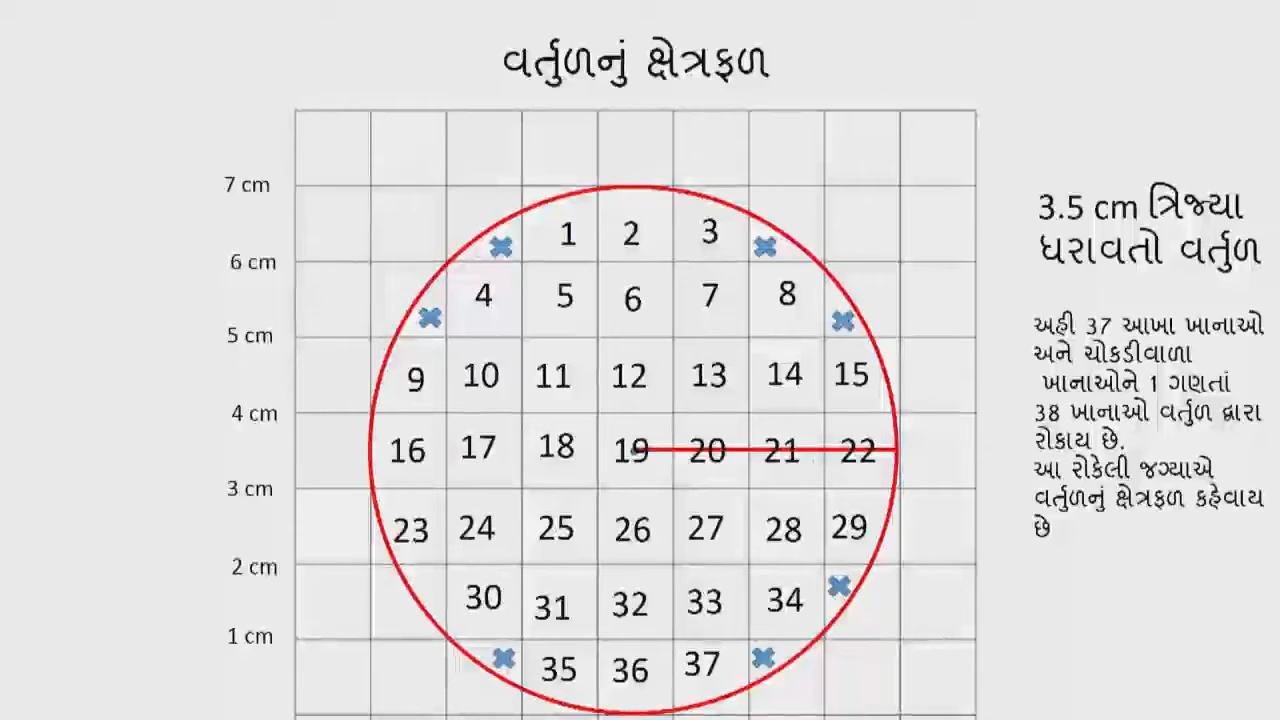 વર્તુળનું ક્ષેત્રફળ
7 cm
1 2 3
6 cm
4 5 6 7 8
5 cm
9 10 11 12 13 14 15
4 cm
16 17 18 19 20 21 22
3 cm
23 24 25 26 27 28 29
2 cm
30 31 32 33 34
1 cm
35 36 37
3.5 cm ત્રિજ્યા
ધરાવતો વર્તુળ
અહી 37 આખા ખાનાઓ
અને ચોકડીવાળા
ખાનાઓને 1 ગણતાં
38 ખાનાઓ વર્તુળ દ્વારા
રોકાય છે.
આ રોકેલી જગ્યાએ
વર્તુળનું ક્ષેત્રફળ કહેવાય
છે